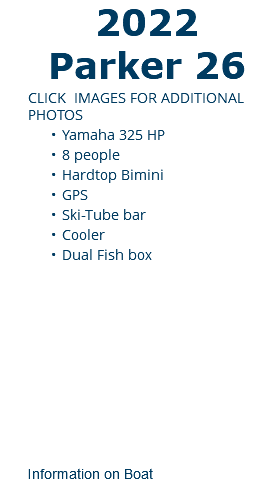 2022
Parker 26
CLICK  IMAGES FOR ADDITIONAL
PHOTOS
• Yamaha 325 HP
• 8 people
• Hardtop Bimini
• GPS
• Ski-Tube bar
• Cooler
• Dual Fish box
Information on Boat